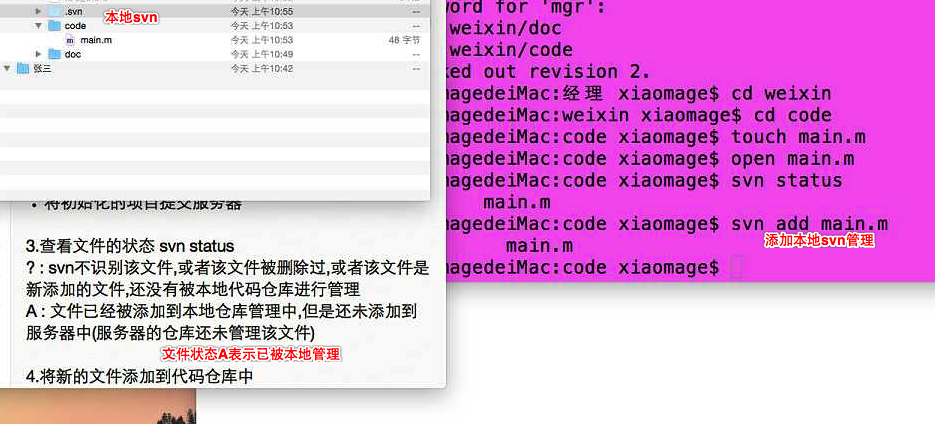 .svn 今天 上午10:55 --
本地svn
code 今天 上午10:53 --
main.m 今天 上午10:53 48 字节
doc 今天 上午10:49 --
张三 今天 上午10:42 --
将初始化的项目提交服务器
3.查看文件的状态 svn status
? : svn不识别该文件,或者该文件被删除过,或者该文件是
新添加的文件,还没有被本地代码仓库进行管理
A : 文件已经被添加到本地仓库管理中,但是还未添加到
服务器中(服务器的仓库还未管理该文件)
文件状态A表示已被本地管理
4.将新的文件添加到代码仓库中
word for 'mgr':
weixin/doc
weixin/code
ked out revision 2.
magedeiMac:经理 xiaomage$ cd weixin
magedeiMac:weixin xiaomage$ cd code
magedeiMac:code xiaomage$ touch main.m
magedeiMac:code xiaomage$ open main.m
magedeiMac:code xiaomage$ svn status
main.m
magedeiMac:code xiaomage$ svn add main.m
添加本地svn管理
main.m
magedeiMac:code xiaomage$